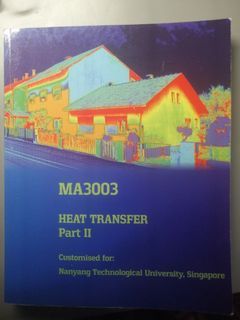 MA3003
HEAT TRANSFER
Part II
Customised for:
Nanyang Technological University, Singapore